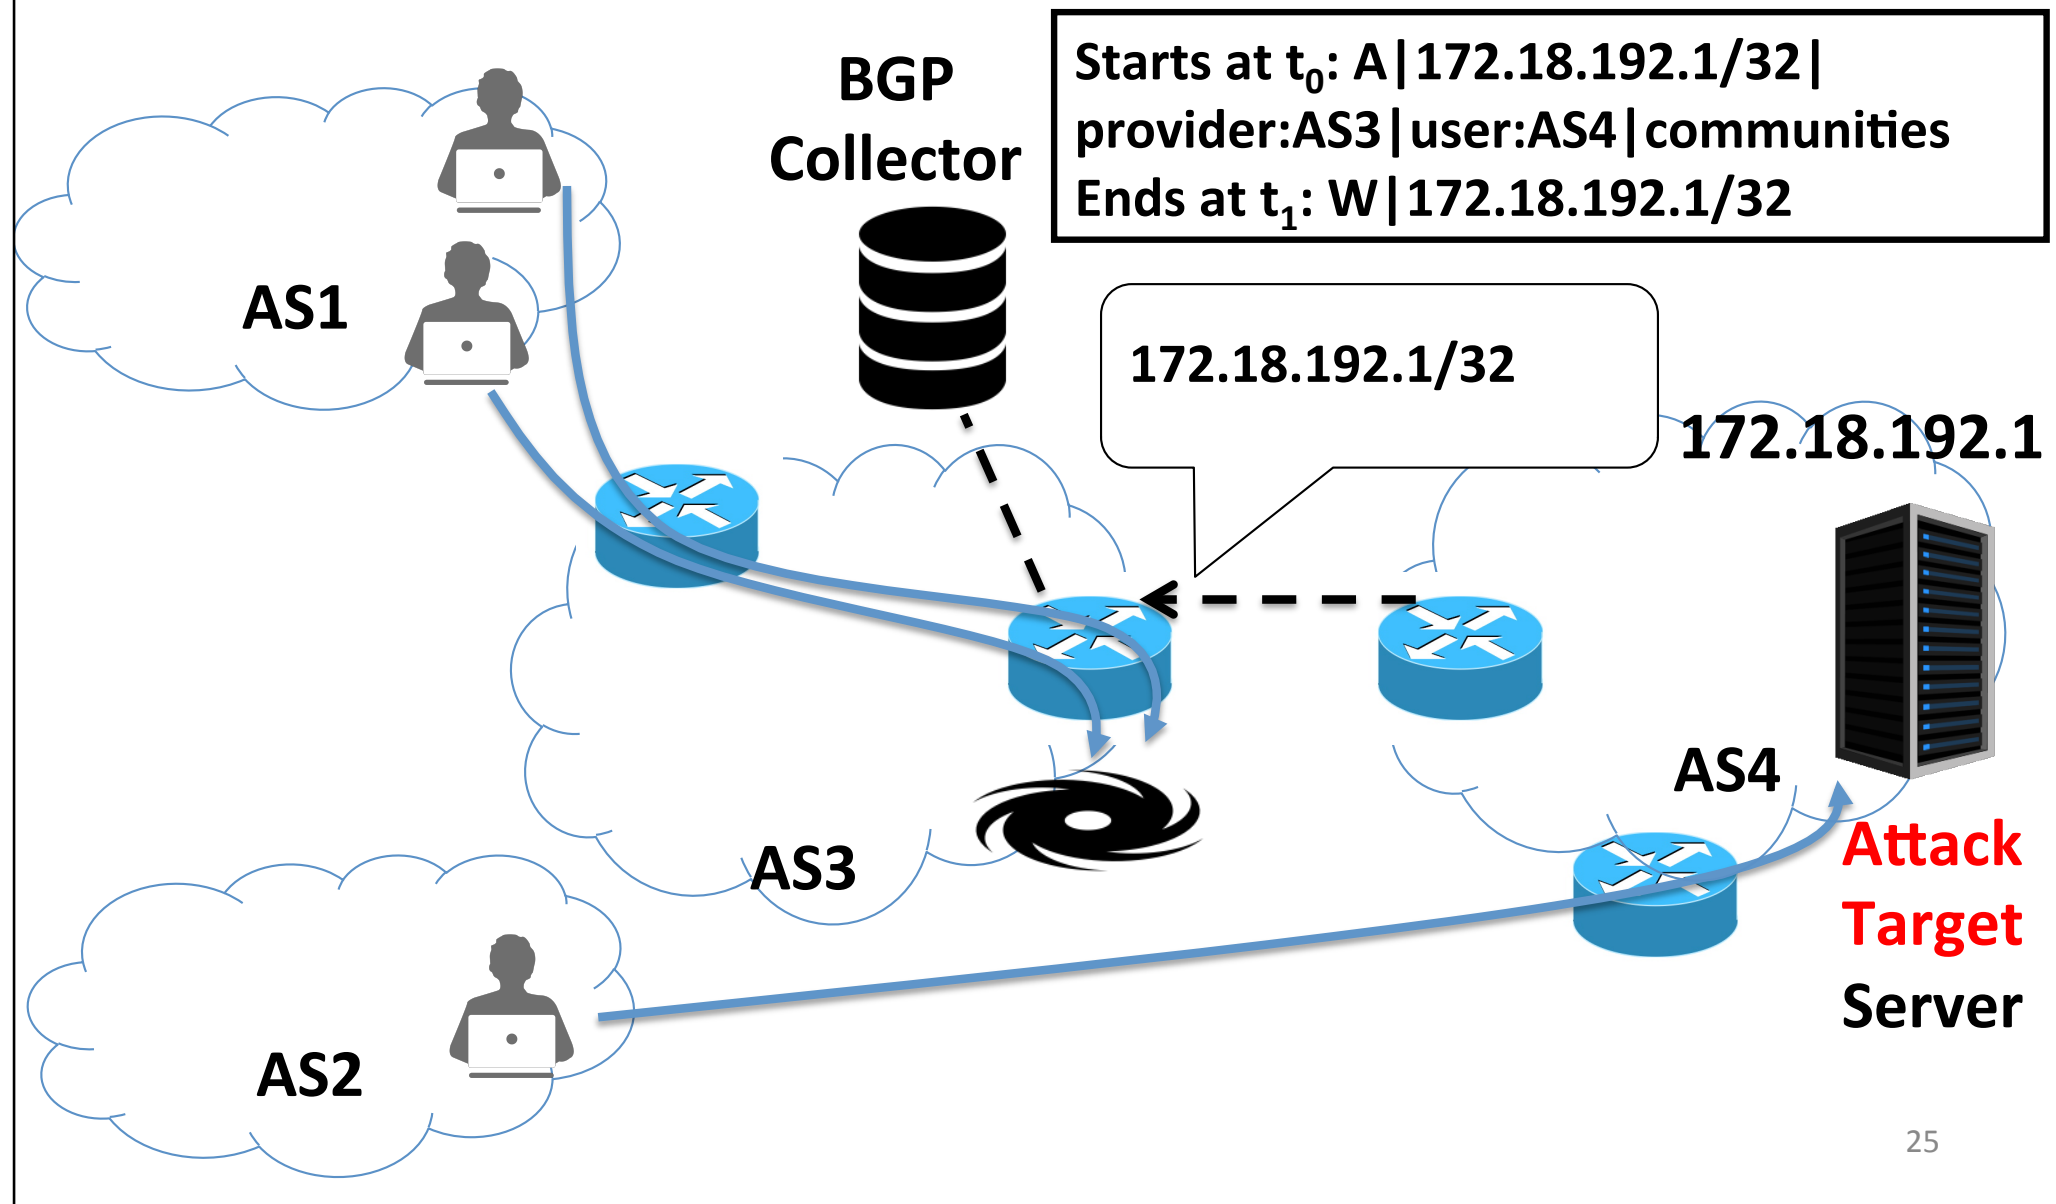 BGP
Collector
Starts at t0: A|172.18.192.1/32|
provider:AS3|user:AS4|communities
Ends at t1: W|172.18.192.1/32
AS1
172.18.192.1/32
172.18.192.1
AS4
AS3
Attack
Target
Server
AS2
25